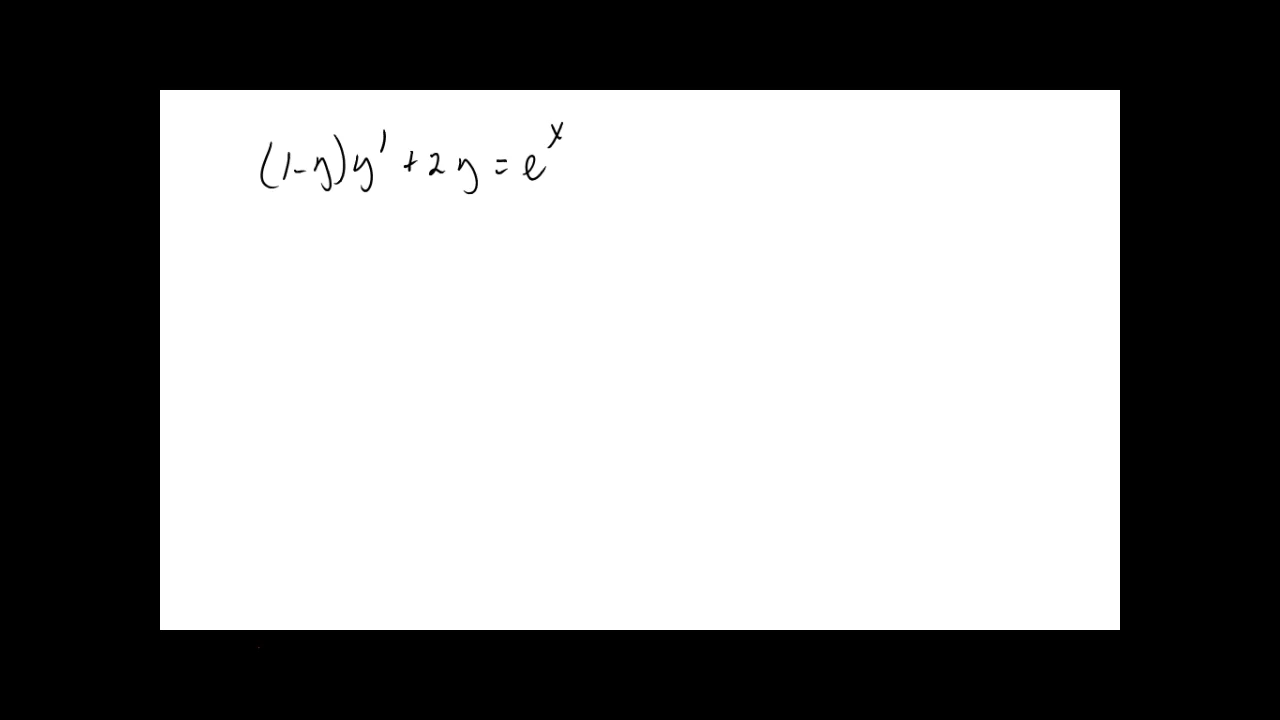 (1-y)y' + 2y = e^x